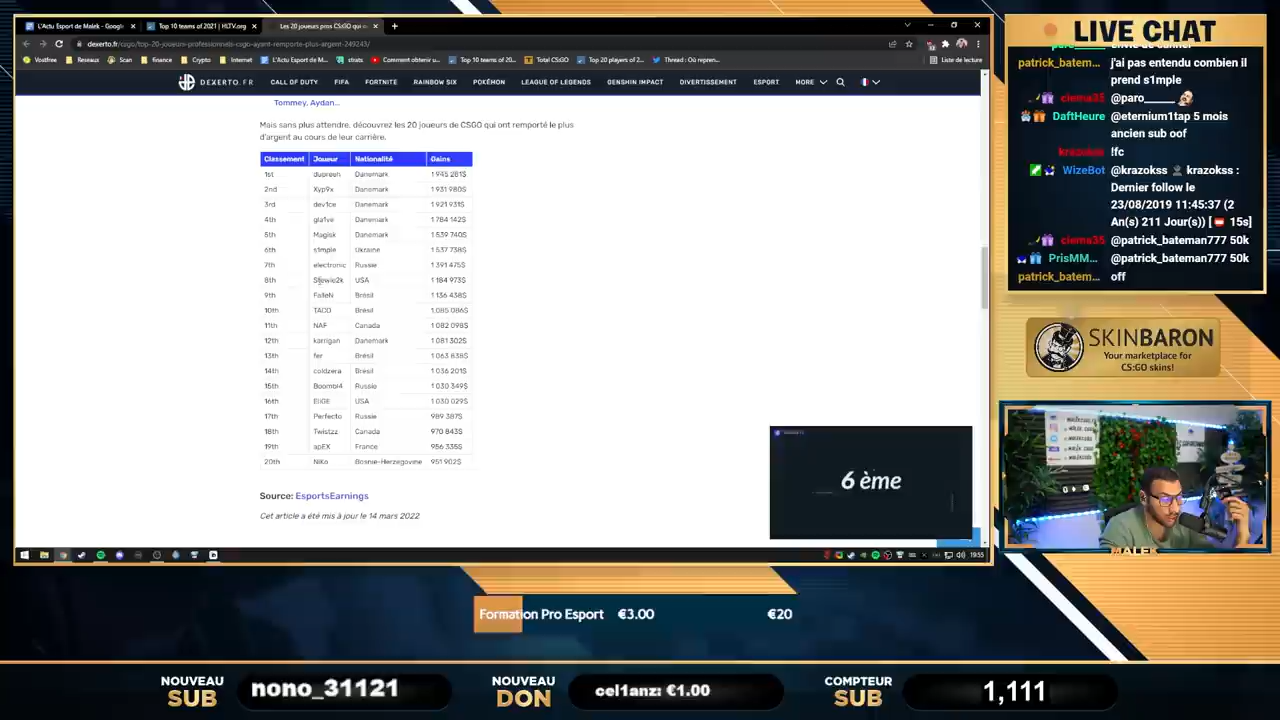 L'Actu Esport de Malek - Googl
Top 10 teams of 2021 | HLTV.org
Les 20 joueurs pros CS:GO qui
dexerto.fr/csgo/top-20-joueurs-professionnels-csgo-ayant-remporte-plus-argent-249243/
Vostfree
Reseaux
Scan
finance
Crypto
Internet
L'Actu Esport de M...
Comment obtenir u...
strats
Top 10 teams of 20...
Total CSGO
Top 20 players of 2...
Thread : Où repren...
Liste de lecture
DEXERTO.FR
CALL OF DUTY
FIFA
FORTNITE
RAINBOW SIX
POKÉMON
LEAGUE OF LEGENDS
GENSHIN IMPACT
DIVERTISSEMENT
ESPORT
MORE
Tommey, Aydan...
Mais sans plus attendre, découvrez les 20 joueurs de CSGO qui ont remporté le plus
d'argent au cours de leur carrière.
Classement Joueur Nationalité Gains
1st dupreeh Danemark 1 945 281$
2nd Xyp9x Danemark 1 931 980$
3rd dev1ce Danemark 1 921 931$
4th gla1ve Danemark 1 784 142$
5th Magisk Danemark 1 539 740$
6th s1mple Ukraine 1 537 738$
7th electronic Russie 1 391 475$
8th Stewie2k USA 1 184 973$
9th FalleN Brésil 1 136 438$
10th TACO Brésil 1 085 086$
11th NAF Canada 1 082 098$
12th karrigan Danemark 1 081 302$
13th fer Brésil 1 063 838$
14th coldzera Brésil 1 036 201$
15th Boombl4 Russie 1 030 349$
16th EliGE USA 1 030 029$
17th Perfecto Russie 989 387$
18th Twistzz Canada 970 843$
19th apEX France 956 335$
20th NiKo Bosnie-Herzégovine 951 902$
Source: EsportsEarnings
Cet article a été mis à jour le 14 mars 2022
6 ème
19:55
LIVE CHAT
patrick_batem... j'ai pas entendu combien il
prend s1mple
ciema35 @paro_____
DaftHeure @eternium1tap 5 mois
ancien sub oof
krazokss !fc
WizeBot @krazokss krazokss :
Dernier follow le
23/08/2019 11:45:37 (2
An(s) 211 Jour(s)) [ 15s]
ciema35 @patrick_bateman777 50k
PrisMM... @patrick_bateman777 50k
patrick_batem... off
SKINBARON
Your marketplace for
CS:GO skins!
MALEK
Formation Pro Esport €3.00 €20
NOUVEAU
SUB
nono_31121
NOUVEAU
DON
cel1anz: €1.00
COMPTEUR
SUB
1,111